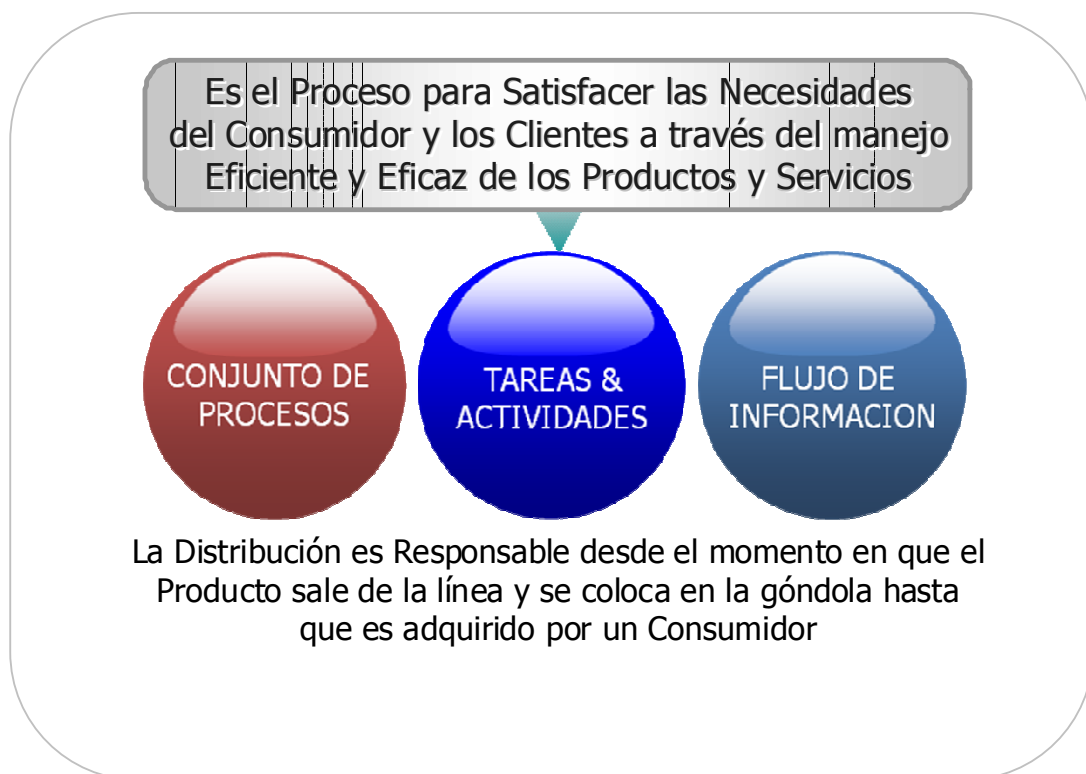 Es el Proceso para Satisfacer las Necesidades
del Consumidor y los Clientes a través del manejo
Eficiente y Eficaz de los Productos y Servicios
CONJUNTO DE
PROCESOS
TAREAS &
ACTIVIDADES
FLUJO DE
INFORMACION
La Distribución es Responsable desde el momento en que el
Producto sale de la línea y se coloca en la góndola hasta
que es adquirido por un Consumidor